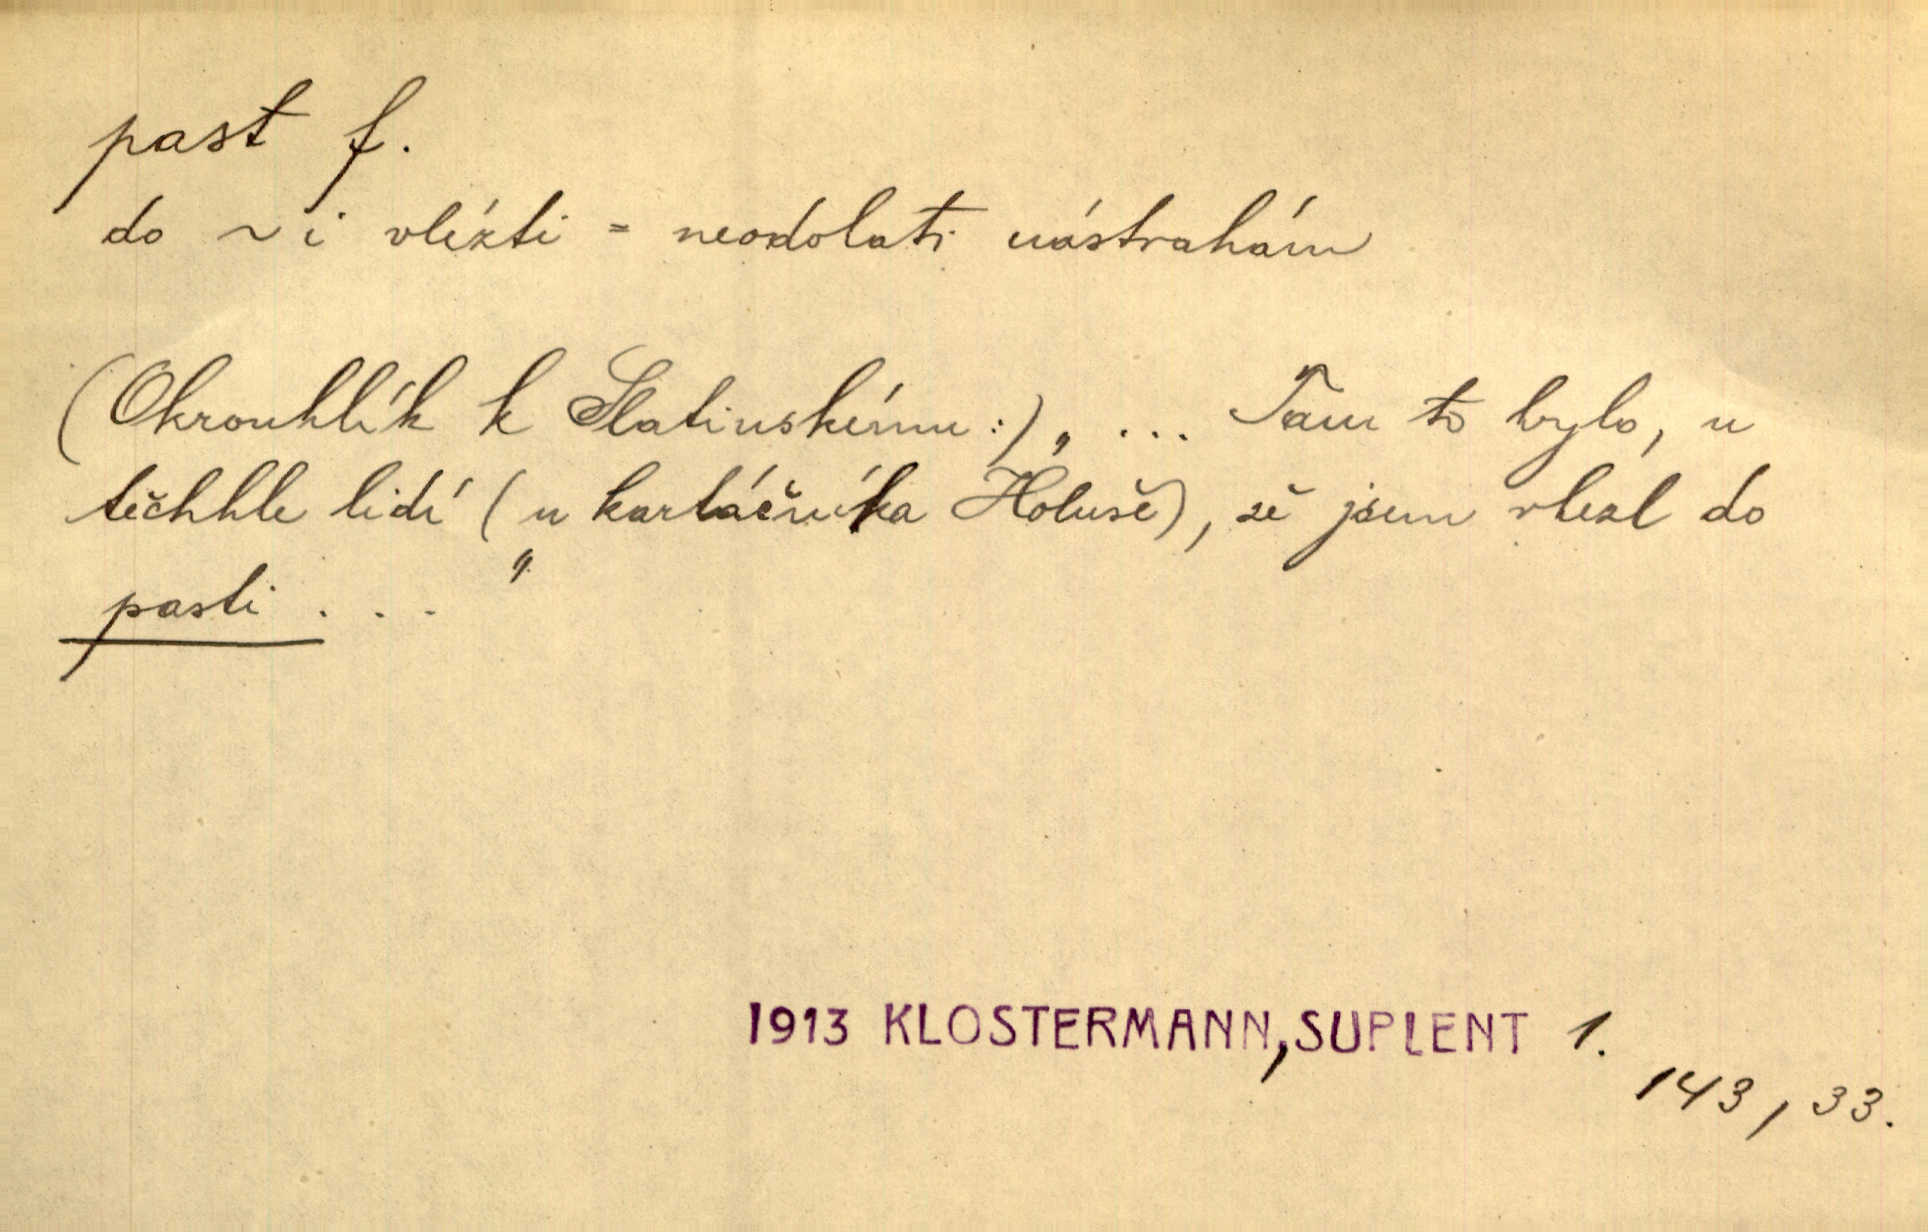 past f.
do ~i vlézti = neodolati nástrahám
(Okrouhlík k Slatinskému:) „ ... Tam to bylo, u
těchhle lidí (u kartáčníka Holuše), že jsem vlezl do
pasti . . . "
1913 KLOSTERMANN, SUPLENT 1.
143, 33.